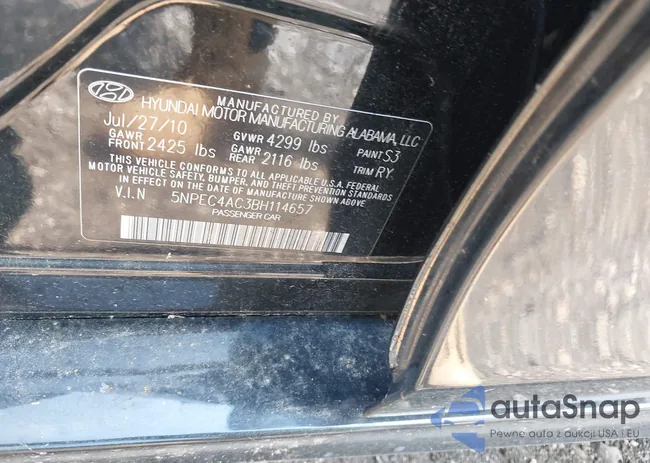 MANUFACTURED BY
HYUNDAI MOTOR MANUFACTURING ALABAMA, LLC
Jul/27/10
GAWR FRONT 2425 lbs
GVWR 4299 lbs
GAWR REAR 2116 lbs
PAINT S3
TRIM RY
THIS VEHICLE CONFORMS TO ALL APPLICABLE U.S.A. FEDERAL
MOTOR VEHICLE SAFETY, BUMPER, AND THEFT PREVENTION STANDARDS
IN EFFECT ON THE DATE OF MANUFACTURE SHOWN ABOVE.
V.I.N 5NPEC4AC3BH114657
PASSENGER CAR
autaSnap
Pewne auta z aukcji USA i EU